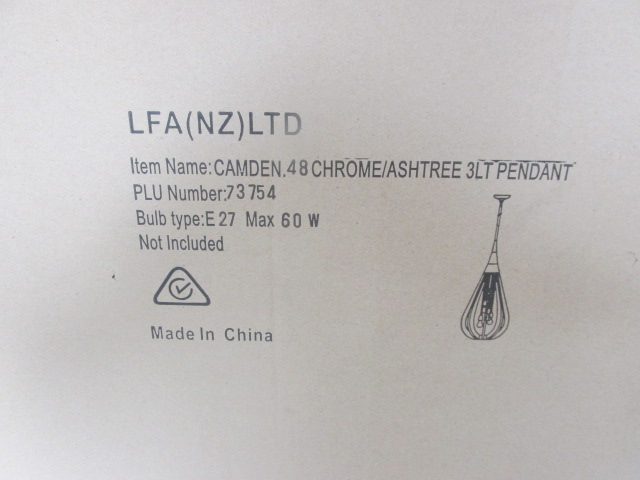 LFA(NZ)LTD
Item Name:CAMDEN.48 CHROME/ASHTREE 3LT PENDANT
PLU Number:73754
Bulb type:E27 Max 60 W
Not Included
Made In China